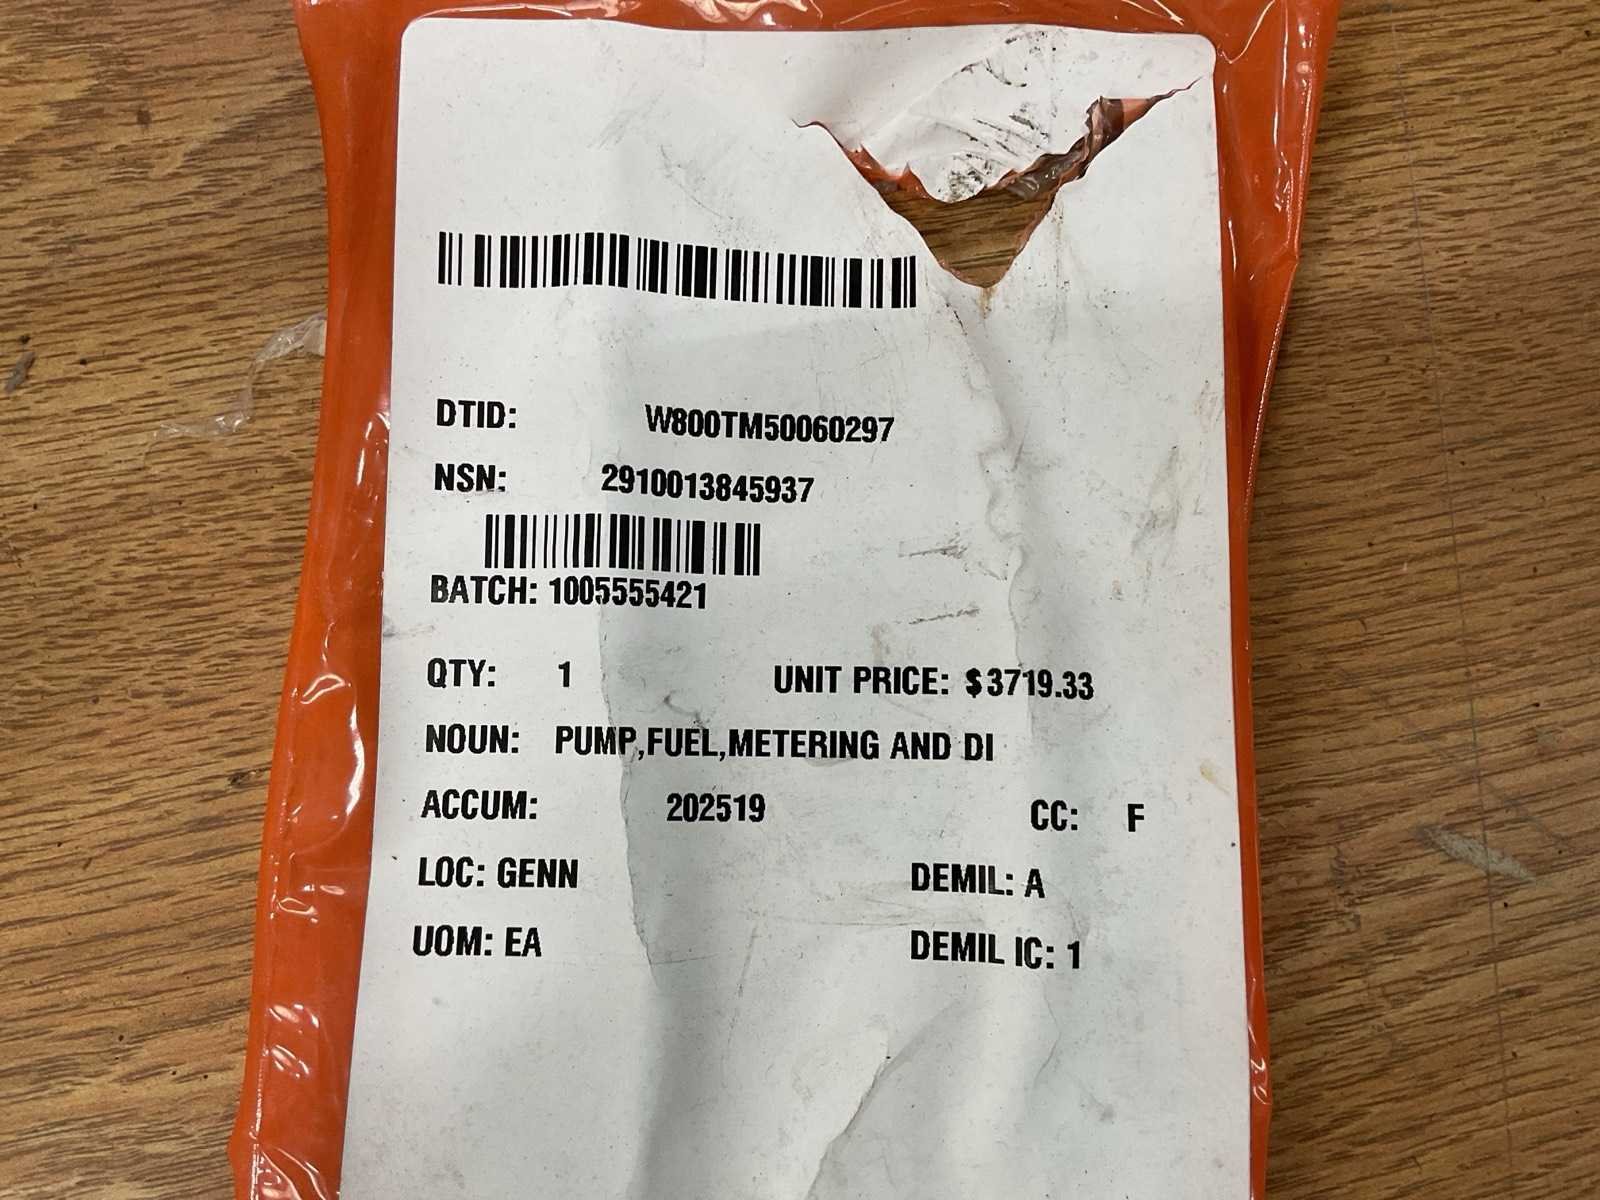 DTID: W800TM50060297
NSN: 2910013845937
BATCH: 1005555421
QTY: 1 UNIT PRICE: $3719.33
NOUN: PUMP,FUEL,METERING AND DI
ACCUM: 202519 CC: F
LOC: GENN DEMIL: A
UOM: EA DEMIL IC: 1